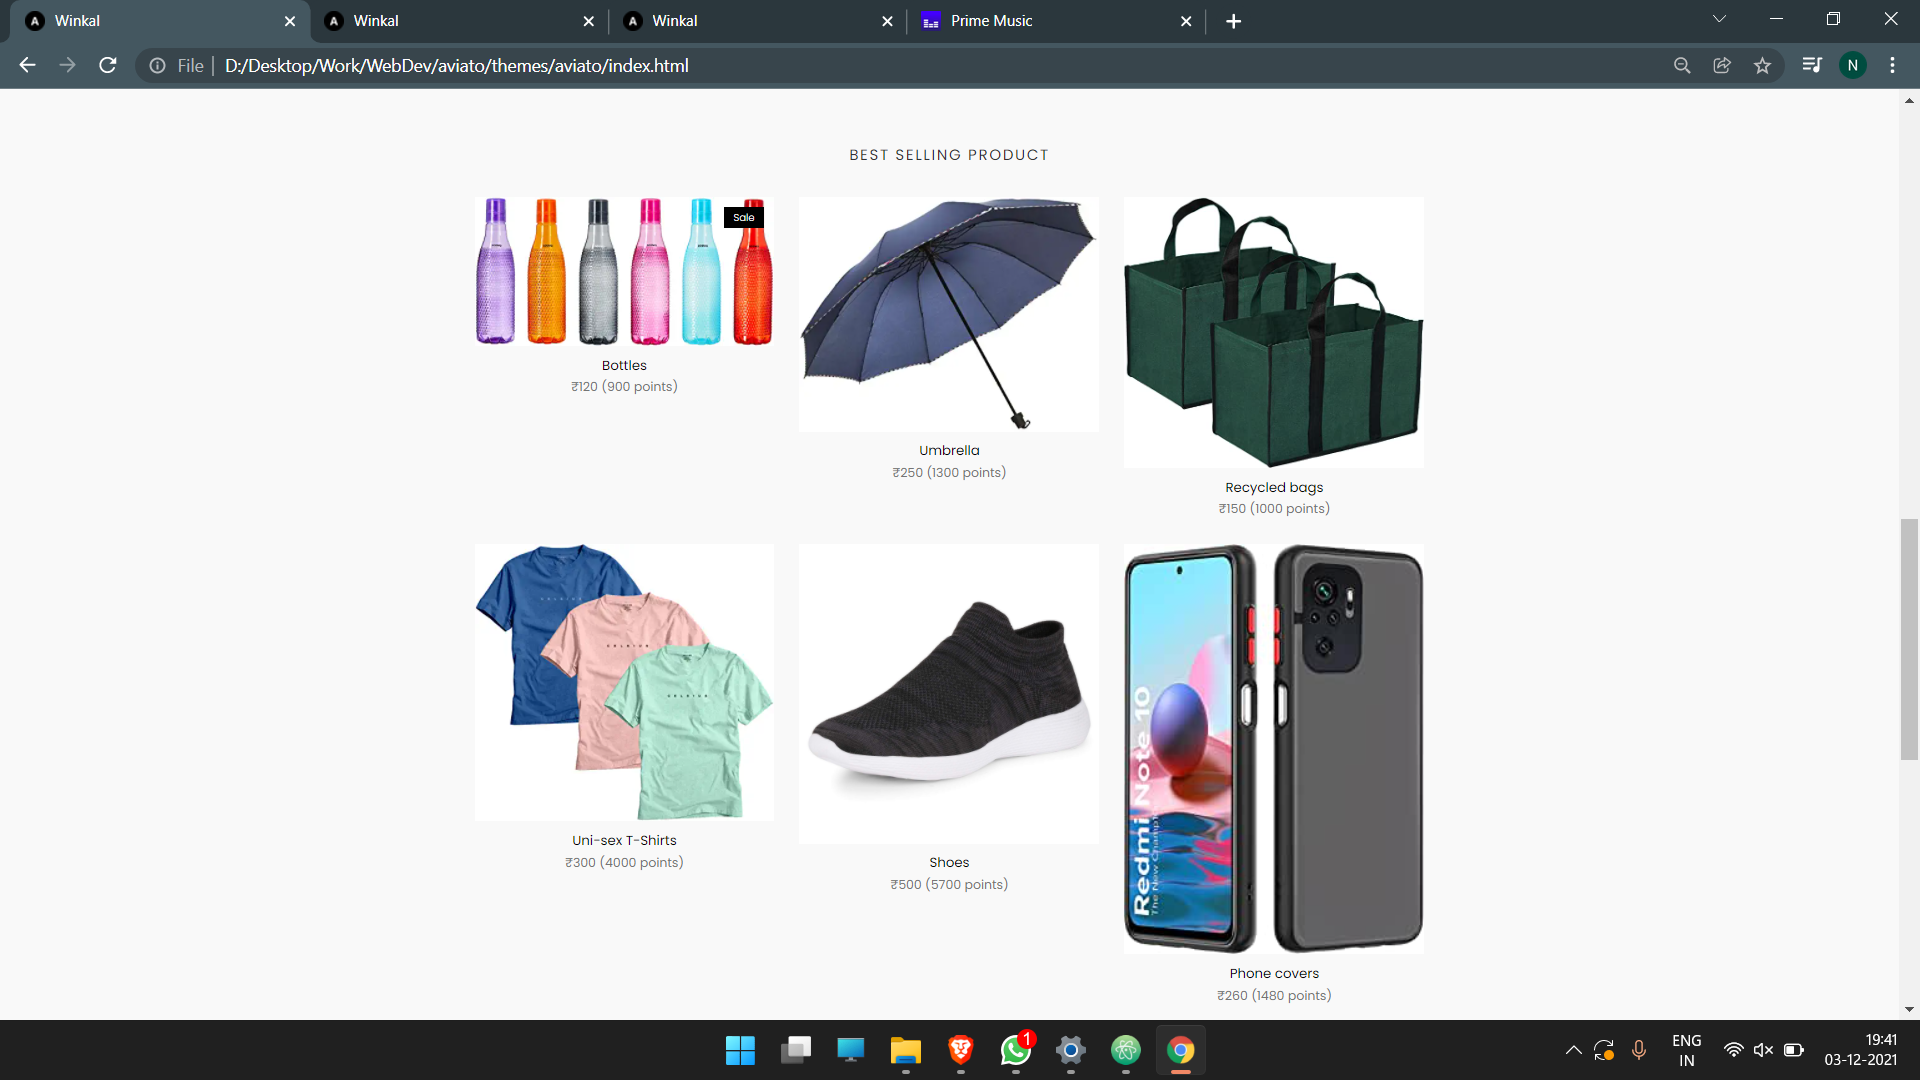 Winkal
Winkal
Winkal
Prime Music
File
D:/Desktop/Work/WebDev/aviato/themes/aviato/index.html
N
BEST SELLING PRODUCT
Sale
Bottles
₹120 (900 points)
Umbrella
₹250 (1300 points)
Recycled bags
₹150 (1000 points)
CELSIUS
CELSIUS
Uni-sex T-Shirts
₹300 (4000 points)
Shoes
₹500 (5700 points)
Redmi Note 10
Phone covers
₹260 (1480 points)
1
ENG
IN
19:41
03-12-2021